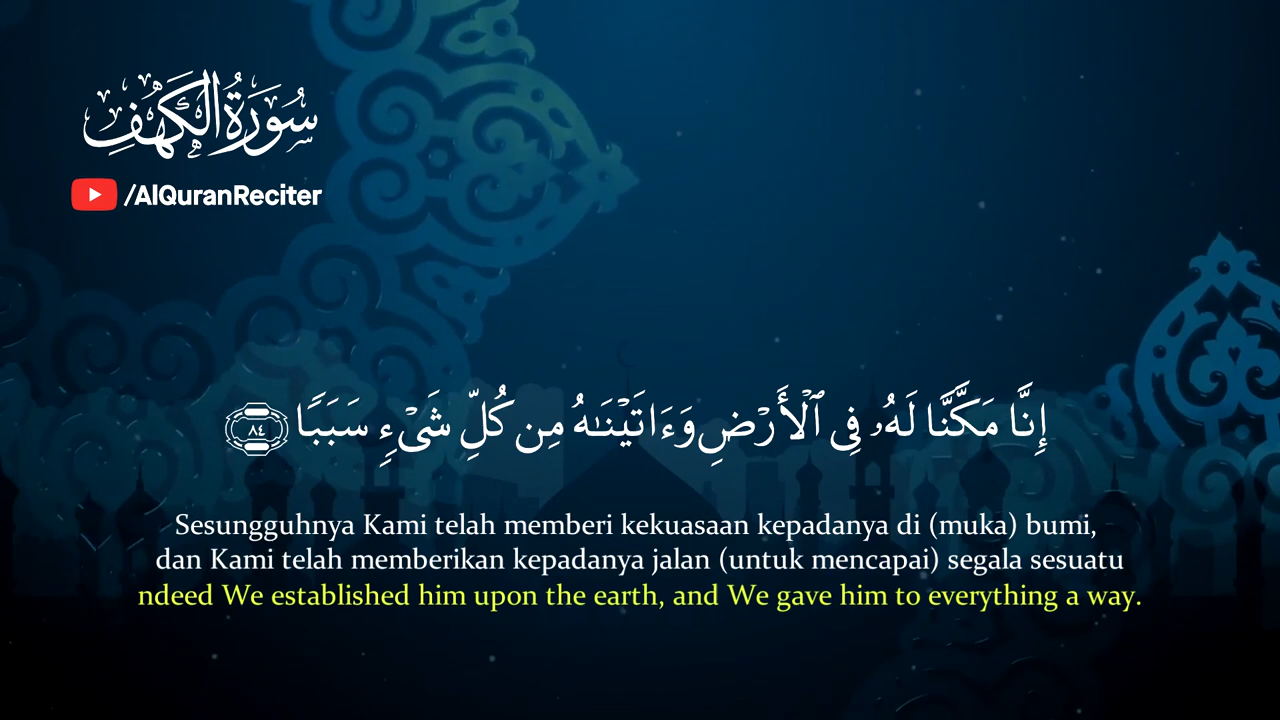 سُورَةُ الْكَهْفِ
/AlQuranReciter
إِنَّا مَكَّنَّا لَهُۥ فِى ٱلْأَرْضِ وَءَاتَيْنَـٰهُ مِن كُلِّ شَىْءٍ سَبَبًا ٨٤
Sesungguhnya Kami telah memberi kekuasaan kepadanya di (muka) bumi,
dan Kami telah memberikan kepadanya jalan (untuk mencapai) segala sesuatu
ndeed We established him upon the earth, and We gave him to everything a way.